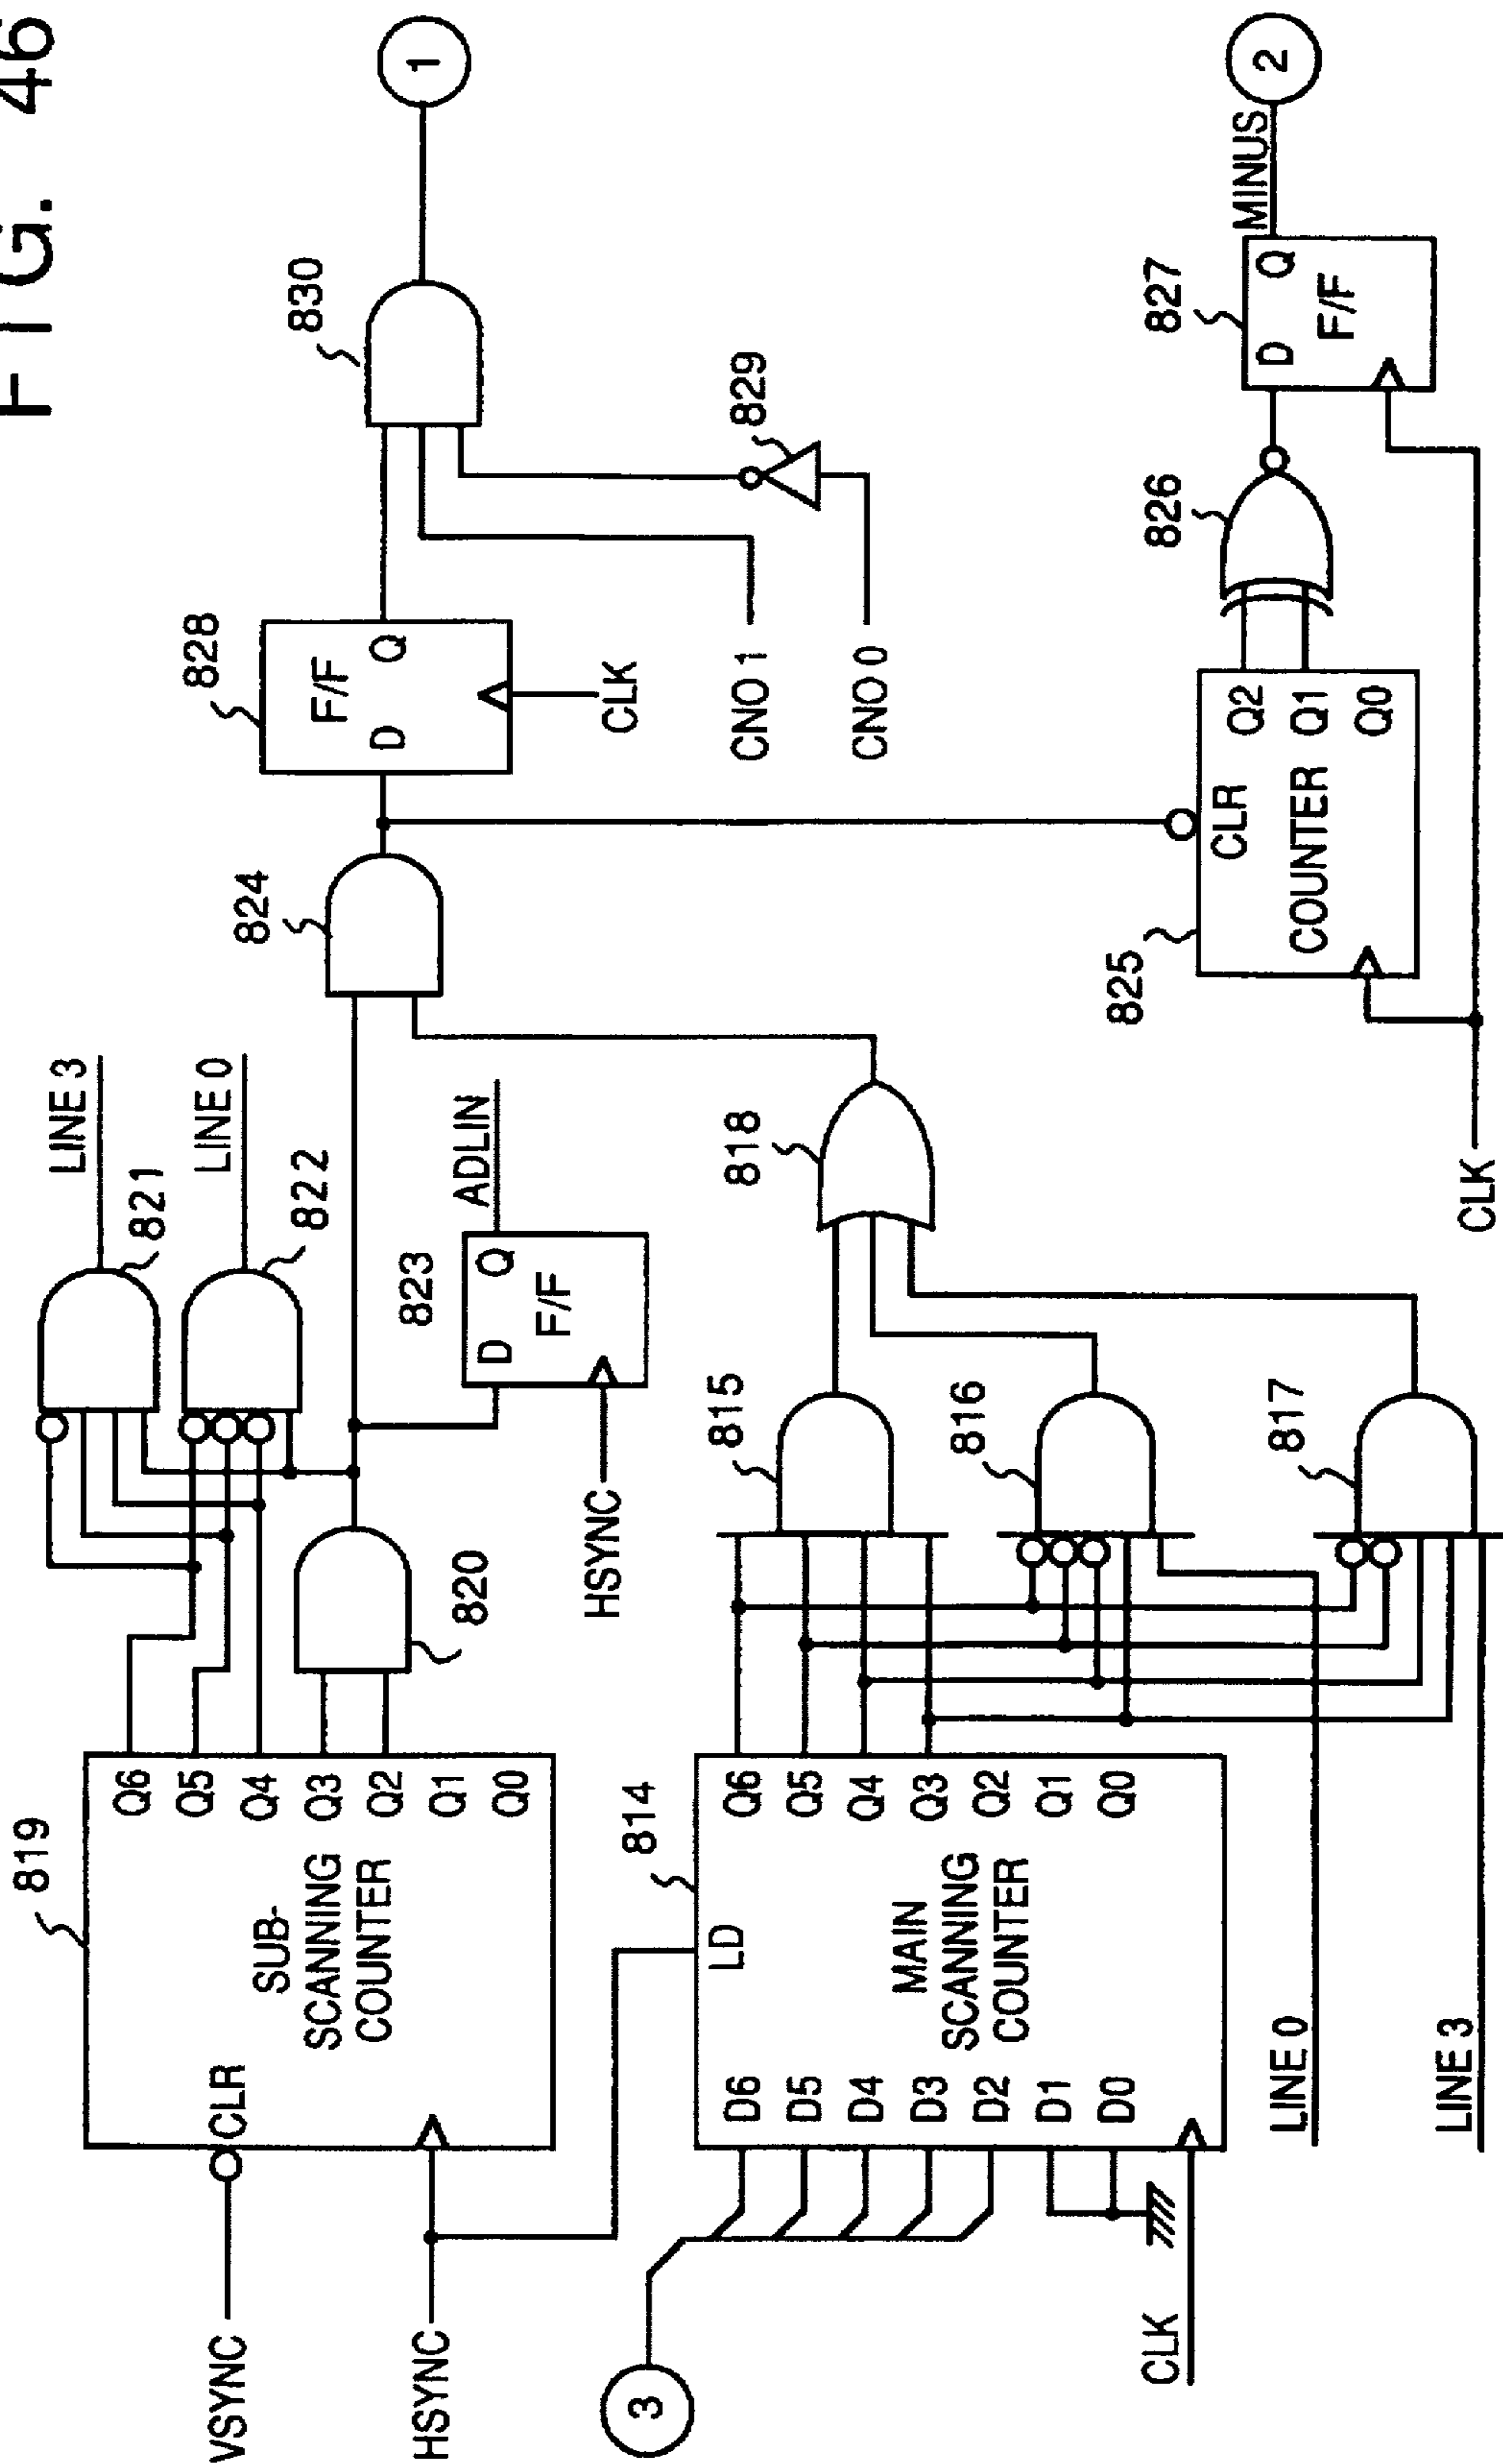 FIG. 46
VSYNC
HSYNC
819
CLR
SUB-
SCANNING
COUNTER
Q6
Q5
Q4
Q3
Q2
Q1
Q0
820
821
LINE 3
822
LINE 0
823
D
Q
F/F
ADLIN
HSYNC
824
828
D
Q
F/F
CLK
CNO 1
CNO 0
829
830
1
3
814
LD
MAIN
SCANNING
COUNTER
D6
D5
D4
D3
D2
D1
D0
Q6
Q5
Q4
Q3
Q2
Q1
Q0
CLK
LINE 0
LINE 3
815
816
817
818
825
CLR
COUNTER
Q2
Q1
Q0
CLK
826
827
D
Q
F/F
MINUS
2